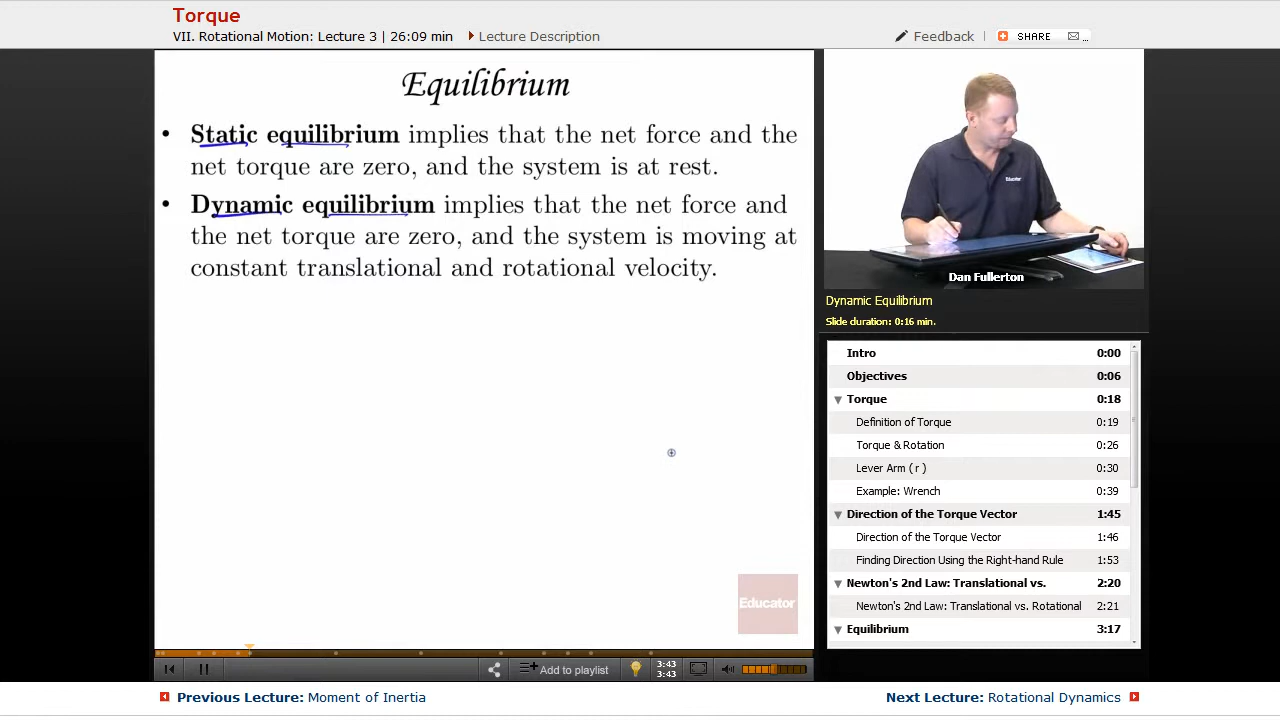 Torque
VII. Rotational Motion: Lecture 3 | 26:09 min
Lecture Description
Feedback
SHARE
...
Equilibrium
• Static equilibrium implies that the net force and the
net torque are zero, and the system is at rest.
• Dynamic equilibrium implies that the net force and
the net torque are zero, and the system is moving at
constant translational and rotational velocity.
Educator
Educator
Dan Fullerton
Dynamic Equilibrium
Slide duration: 0:16 min.
Intro 0:00
Objectives 0:06
Torque 0:18
Definition of Torque 0:19
Torque & Rotation 0:26
Lever Arm ( r ) 0:30
Example: Wrench 0:39
Direction of the Torque Vector 1:45
Direction of the Torque Vector 1:46
Finding Direction Using the Right-hand Rule 1:53
Newton's 2nd Law: Translational vs. 2:20
Newton's 2nd Law: Translational vs. Rotational 2:21
Equilibrium 3:17
Add to playlist
3:43
3:43
Previous Lecture: Moment of Inertia
Next Lecture: Rotational Dynamics